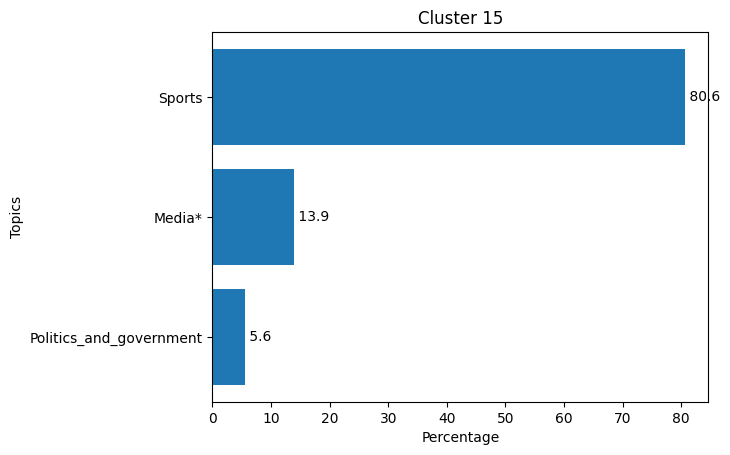 Cluster 15
Topics
Sports
80.6
Media*
13.9
Politics_and_government
5.6
0 10 20 30 40 50 60 70 80
Percentage